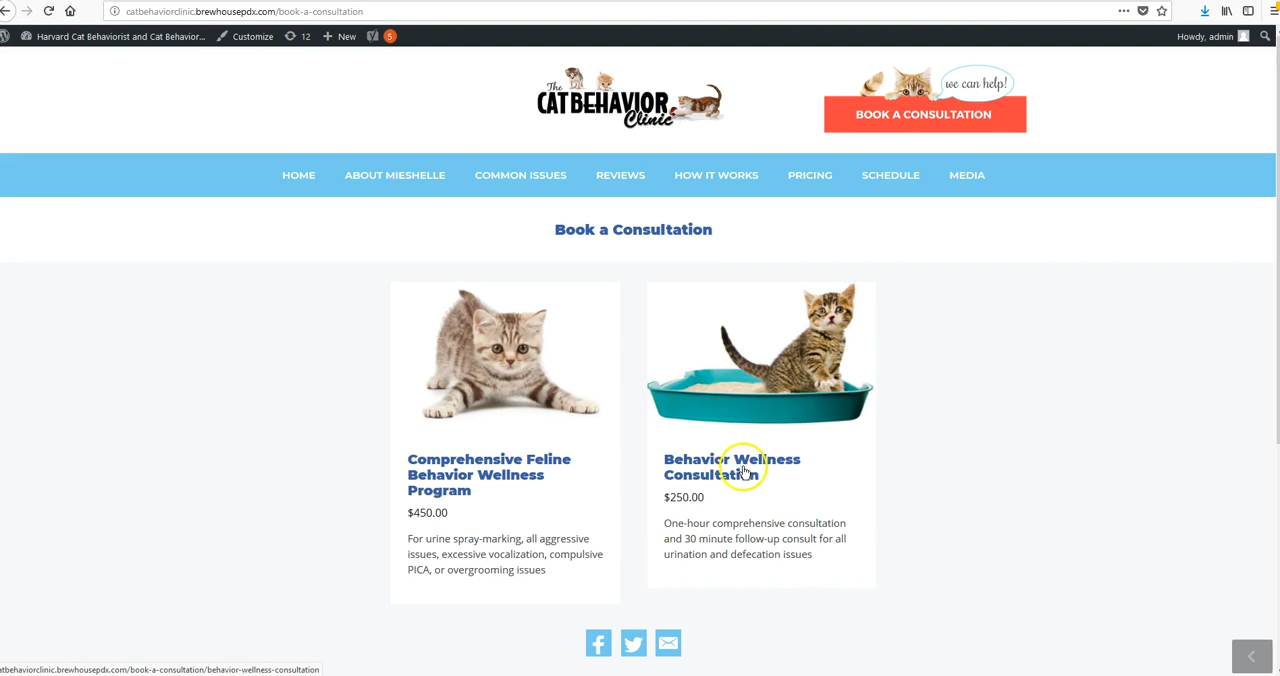 catbehaviorclinic.brewhousepdx.com/book-a-consultation
Harvard Cat Behaviorist and Cat Behavior... Customize 12 New 5 Howdy, admin
The
CAT BEHAVIOR
Clinic
we can help!
BOOK A CONSULTATION
HOME ABOUT MIESHELLE COMMON ISSUES REVIEWS HOW IT WORKS PRICING SCHEDULE MEDIA
Book a Consultation
Comprehensive Feline
Behavior Wellness
Program
$450.00
For urine spray-marking, all aggressive
issues, excessive vocalization, compulsive
PICA, or overgrooming issues
Behavior Wellness
Consultation
$250.00
One-hour comprehensive consultation
and 30 minute follow-up consult for all
urination and defecation issues
atbehaviorclinic.brewhousepdx.com/book-a-consultation/behavior-wellness-consultation